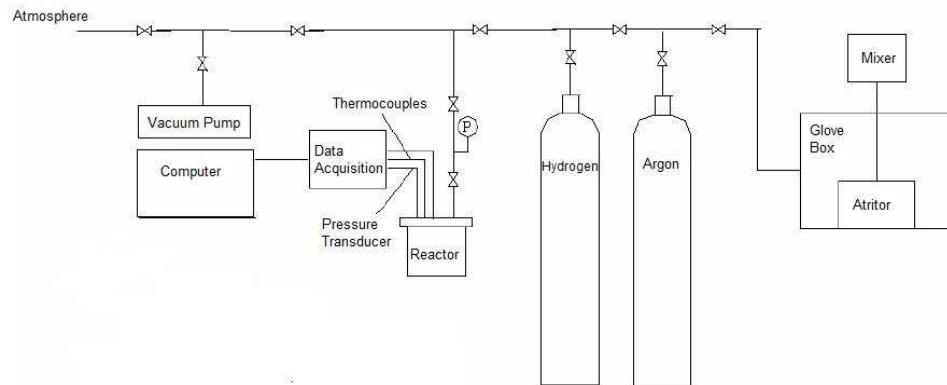 Atmosphere
Mixer
Thermocouples
P
Vacuum Pump
Glove
Box
Data
Acquisition
Computer
Hydrogen
Argon
Atritor
Pressure
Transducer
Reactor